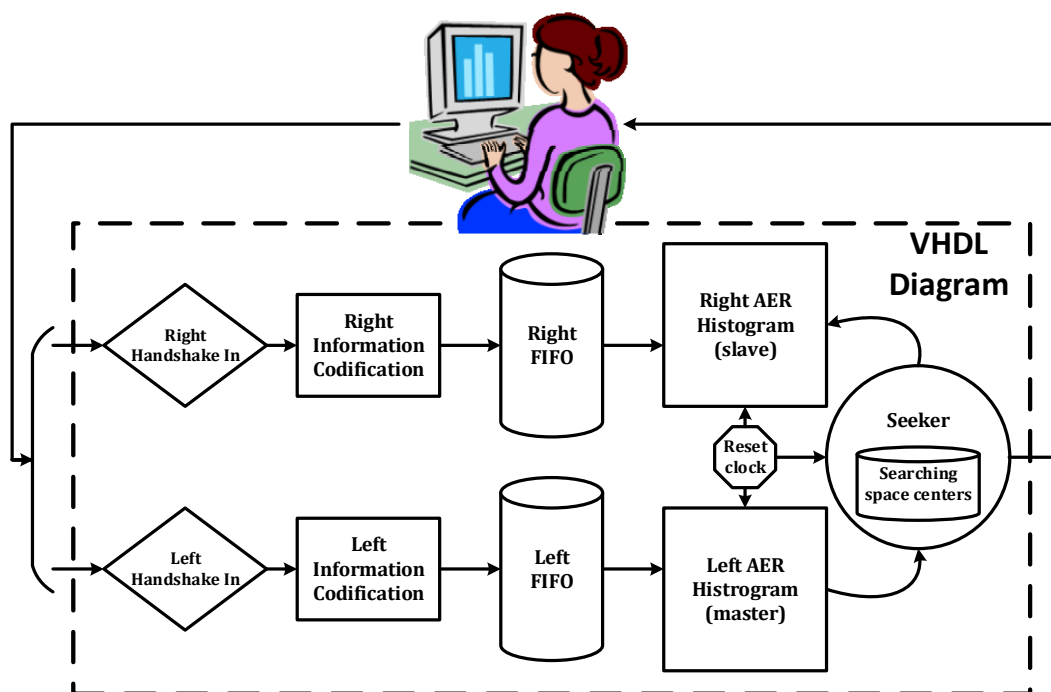 VHDL
Diagram
Right
Handshake In
Right
Information
Codification
Right
FIFO
Right AER
Histogram
(slave)
Seeker
Searching
space centers
Reset
clock
Left
Handshake In
Left
Information
Codification
Left
FIFO
Left AER
Histrogram
(master)